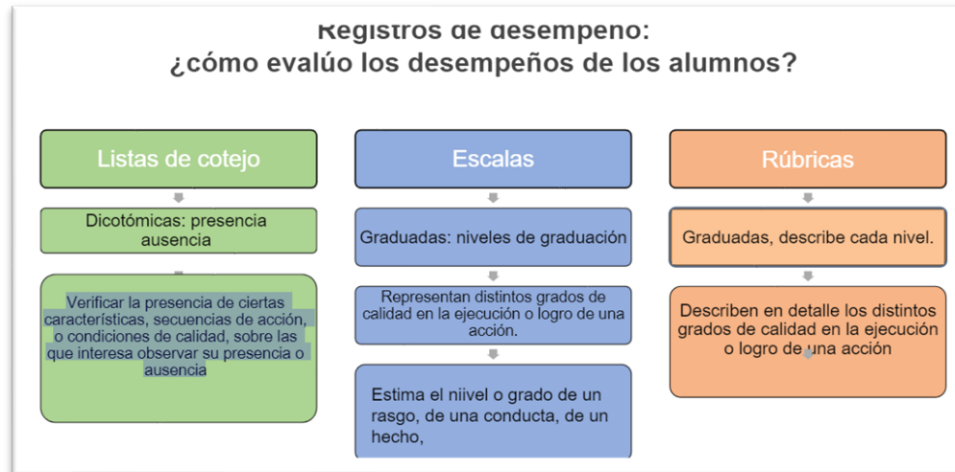 Registros de desempeño:
¿cómo evalúo los desempeños de los alumnos?
Listas de cotejo
Dicotómicas: presencia
ausencia
Verificar la presencia de ciertas
características, secuencias de acción,
o condiciones de calidad, sobre las
que interesa observar su presencia o
ausencia
Escalas
Graduadas: niveles de graduación
Representan distintos grados de
calidad en la ejecución o logro de una
acción.
Estima el niivel o grado de un
rasgo, de una conducta, de un
hecho,
Rúbricas
Graduadas, describe cada nivel.
Describen en detalle los distintos
grados de calidad en la ejecución
o logro de una acción